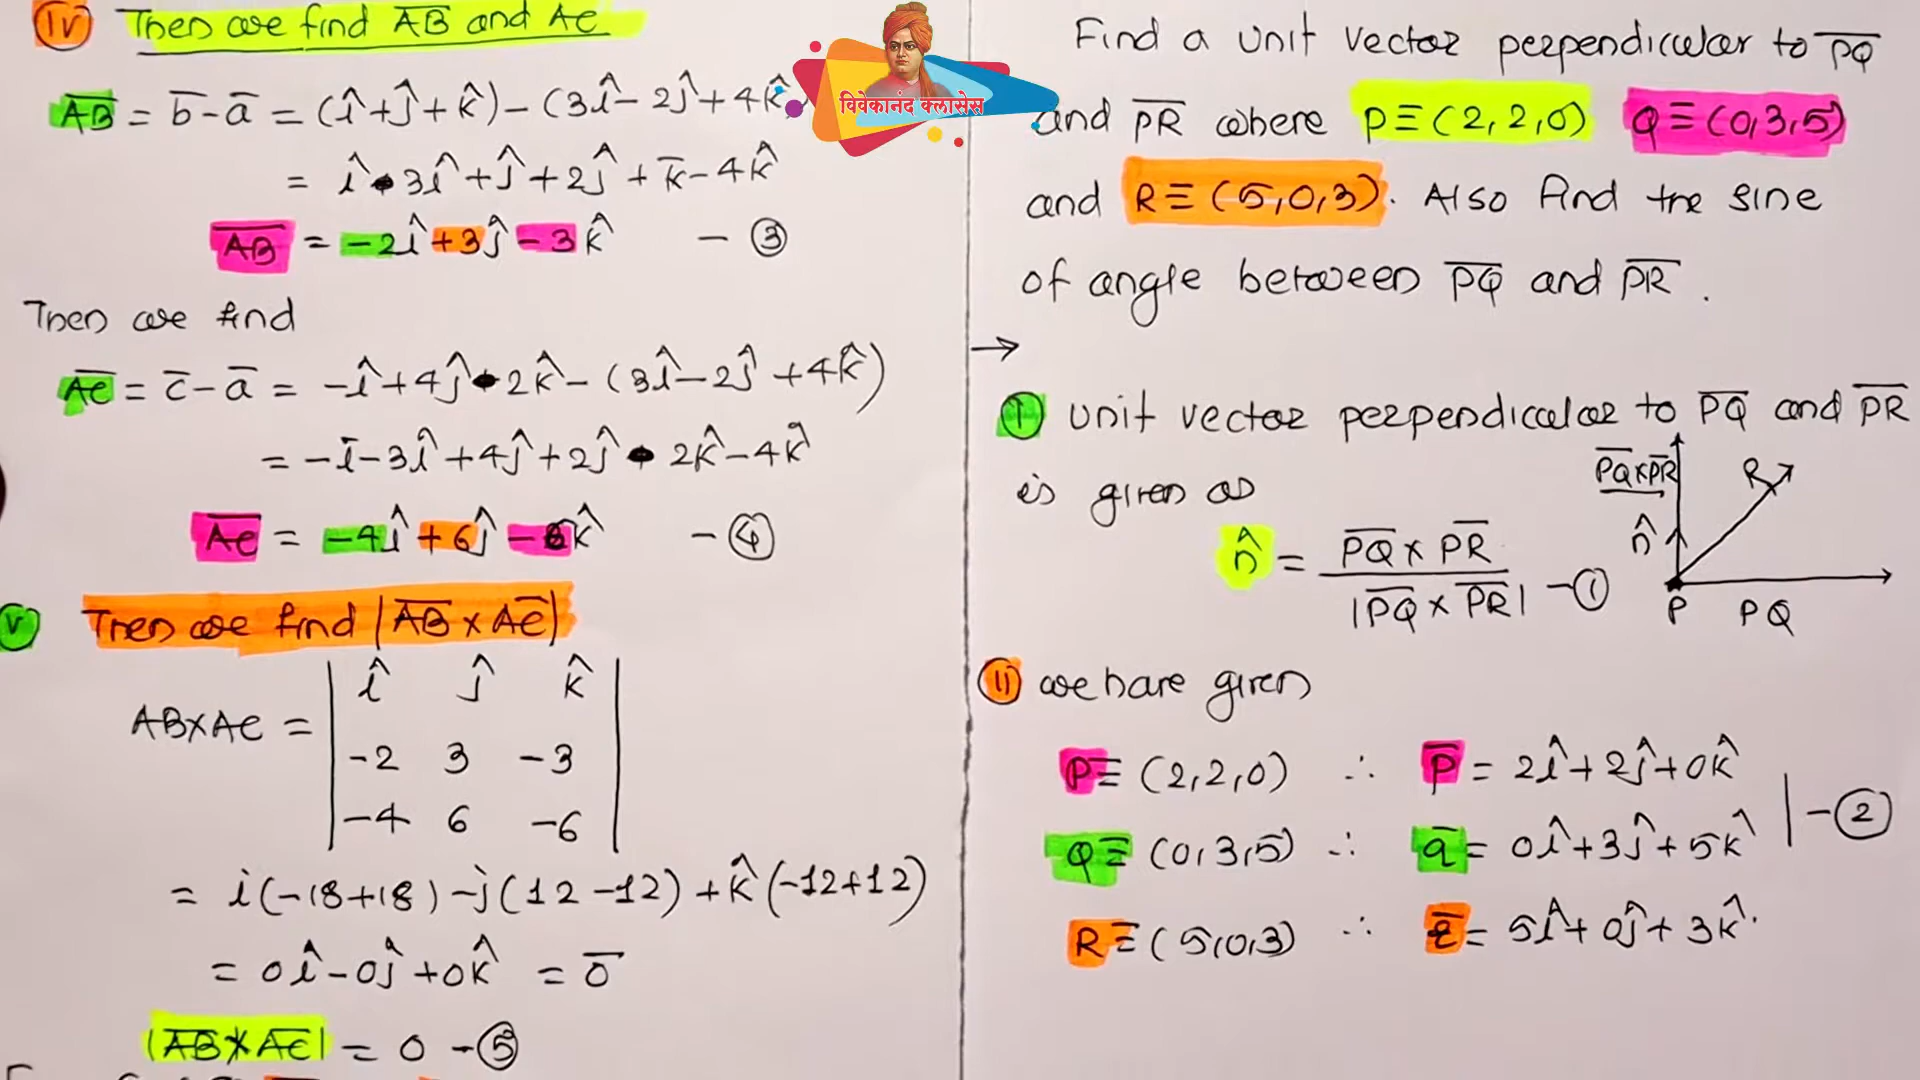 iv Then we find AB and AC
AB = b - a = (î + ĵ + k̂) - (3î - 2ĵ + 4k̂)
= î - 3î + ĵ + 2ĵ + k - 4k̂
AB = -2î + 3ĵ - 3k̂ - ③
Then we find
AC = c - a = -î + 4ĵ - 2k̂ - (3î - 2ĵ + 4k̂)
= -i - 3î + 4ĵ + 2ĵ - 2k̂ - 4k̂
AC = -4î + 6ĵ - 6k̂ - ④
v Then we find |AB × AC|
î ĵ k̂
AB×AC =
-2 3 -3
-4 6 -6
= i(-18+18) - j(12-12) + k̂(-12+12)
= 0î - 0ĵ + 0k̂ = 0
|AB × AC| = 0 - ⑤
विवेकानंद क्लासेस
Find a unit vector perpendicular to PQ
and PR where P ≡ (2, 2, 0) Q ≡ (0, 3, 5)
and R ≡ (5, 0, 3). Also find the sine
of angle between PQ and PR.
→
I unit vector perpendicular to PQ and PR
is given as
n̂ = PQ × PR
|PQ × PR| - ①
PQ×PR
R
n̂
P PQ
II we have given
P ≡ (2, 2, 0) ∴ p = 2î + 2ĵ + 0k̂
Q ≡ (0, 3, 5) ∴ q = 0î + 3ĵ + 5k̂ | - ②
R ≡ (5, 0, 3) ∴ r = 5î + 0ĵ + 3k̂.